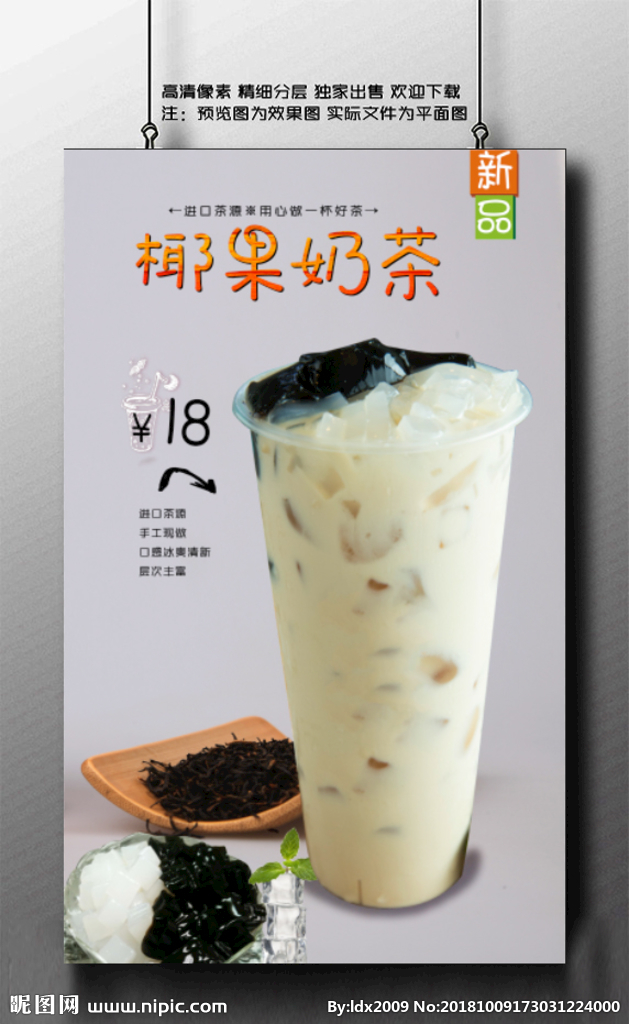 高清像素 精细分层 独家出售 欢迎下载
注：预览图为效果图 实际文件为平面图
新
品
←进口茶源※用心做一杯好茶→
椰果奶茶
￥18
进口茶源
手工现做
口感冰爽清新
层次丰富
昵图网 www.nipic.com
By:ldx2009 No:20181009173031224000